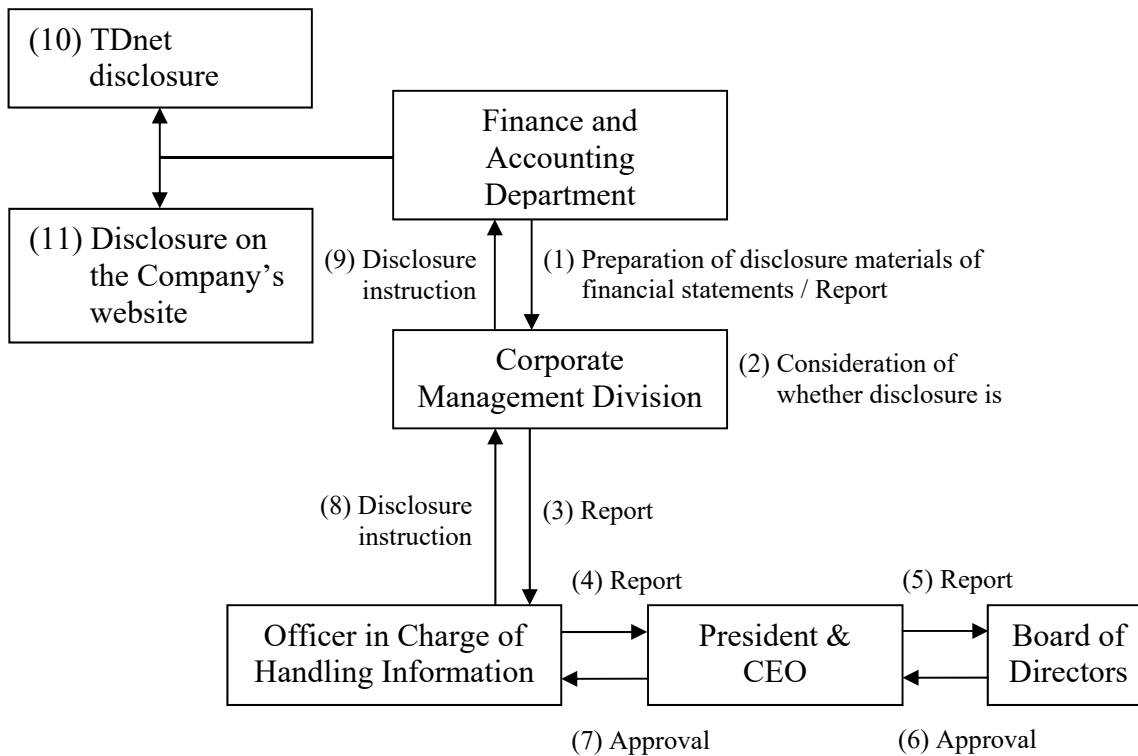 (10) TDnet
disclosure
Finance and
Accounting
Department
(11) Disclosure on
the Company’s
website
(9) Disclosure
instruction
(1) Preparation of disclosure materials of
financial statements / Report
Corporate
Management Division
(2) Consideration of
whether disclosure is
(8) Disclosure
instruction
(3) Report
(4) Report
(5) Report
Officer in Charge of
Handling Information
President &
CEO
Board of
Directors
(7) Approval
(6) Approval